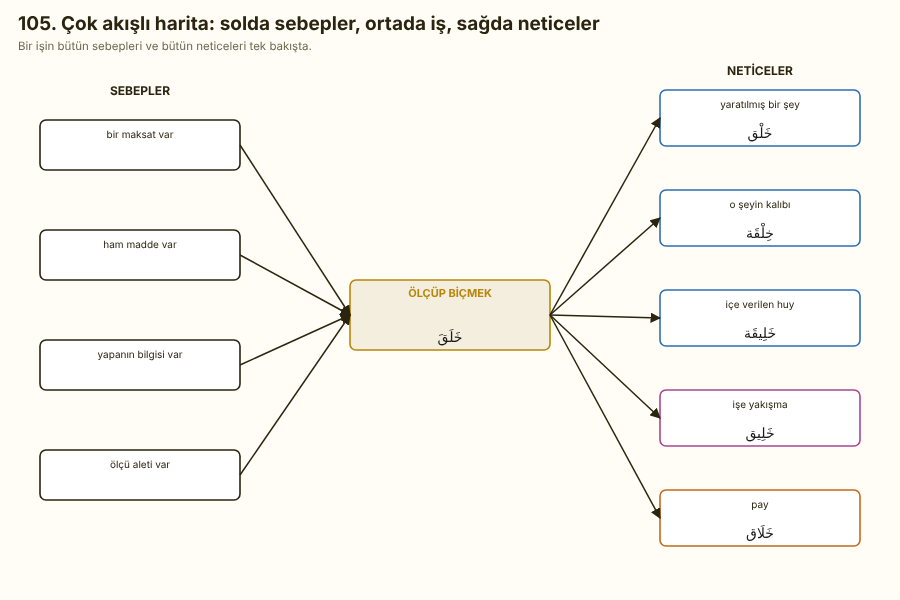 105. Çok akışlı harita: solda sebepler, ortada iş, sağda neticeler
Bir işin bütün sebepleri ve bütün neticeleri tek bakışta.
SEBEPLER
bir maksat var
ham madde var
yapanın bilgisi var
ölçü aleti var
ÖLÇÜP BİÇMEK
خَلَقَ
NETİCELER
yaratılmış bir şey
خَلْق
o şeyin kalıbı
خِلْقَة
içe verilen huy
خَلِيقَة
işe yakışma
خَلِيق
pay
خَلَاق